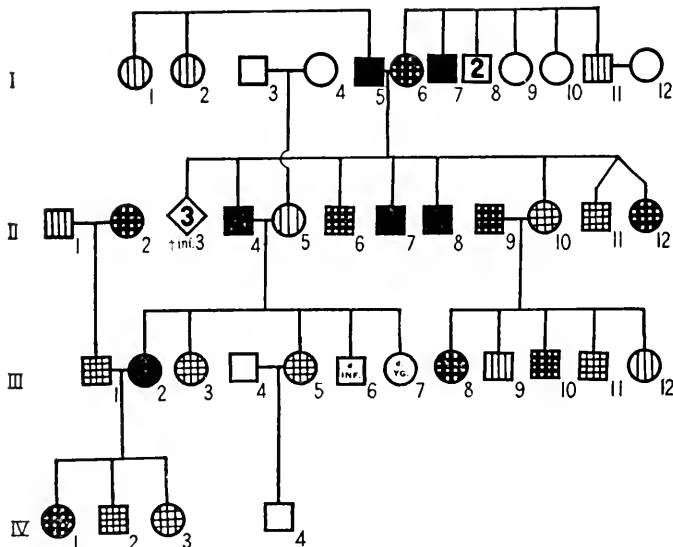 I
1 2 3 4 5 6 7 2 8 9 10 11 12
II
1 2 3 † inf. 3 4 5 6 7 8 9 10 11 12
III
1 2 3 4 5 d INF. 6 d YG. 7 8 9 10 11 12
IV
1 2 3 4